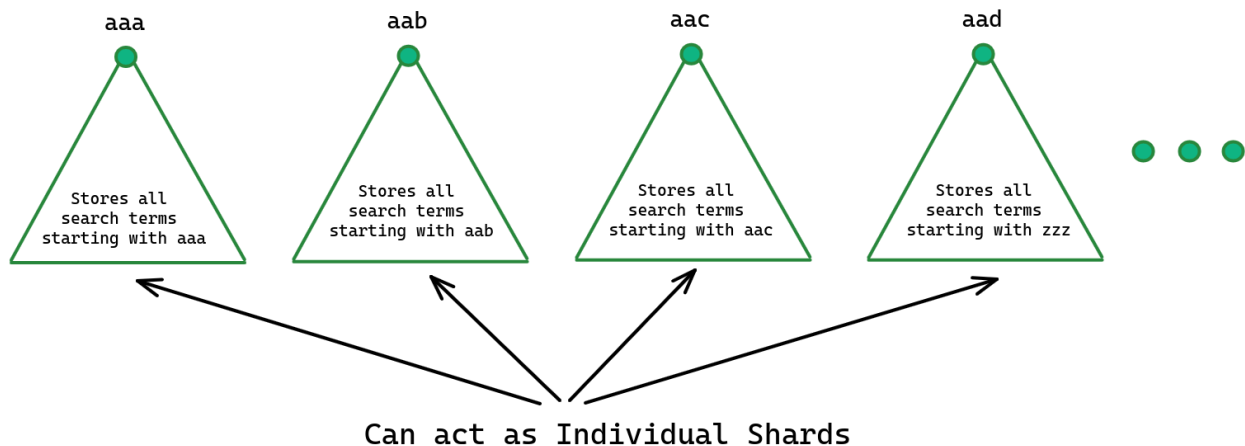 aaa
aab
aac
aad
Stores all
search terms
starting with aaa
Stores all
search terms
starting with aab
Stores all
search terms
starting with aac
Stores all
search terms
starting with zzz
Can act as Individual Shards